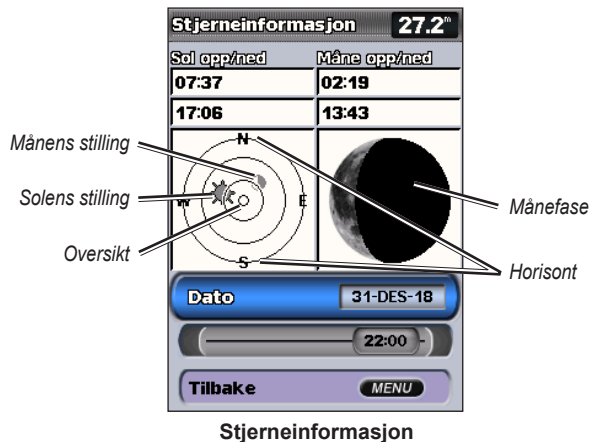 Stjerneinformasjon 27.2m
Sol opp/ned Måne opp/ned
07:37 02:19
17:06 13:43
Månens stilling
Solens stilling
Oversikt
N
W E
S
Månefase
Horisont
Dato 31-DES-18
22:00
Tilbake MENU
Stjerneinformasjon